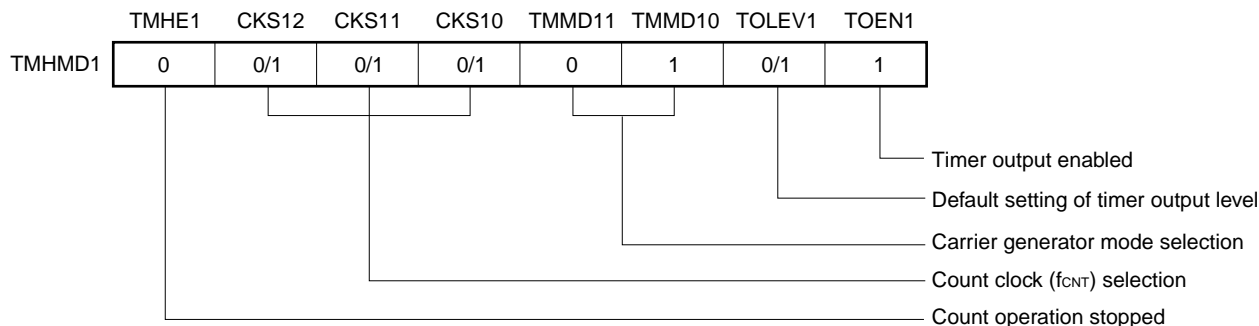 TMHE1 CKS12 CKS11 CKS10 TMMD11 TMMD10 TOLEV1 TOEN1
TMHMD1 0 0/1 0/1 0/1 0 1 0/1 1
Timer output enabled
Default setting of timer output level
Carrier generator mode selection
Count clock (fCNT) selection
Count operation stopped